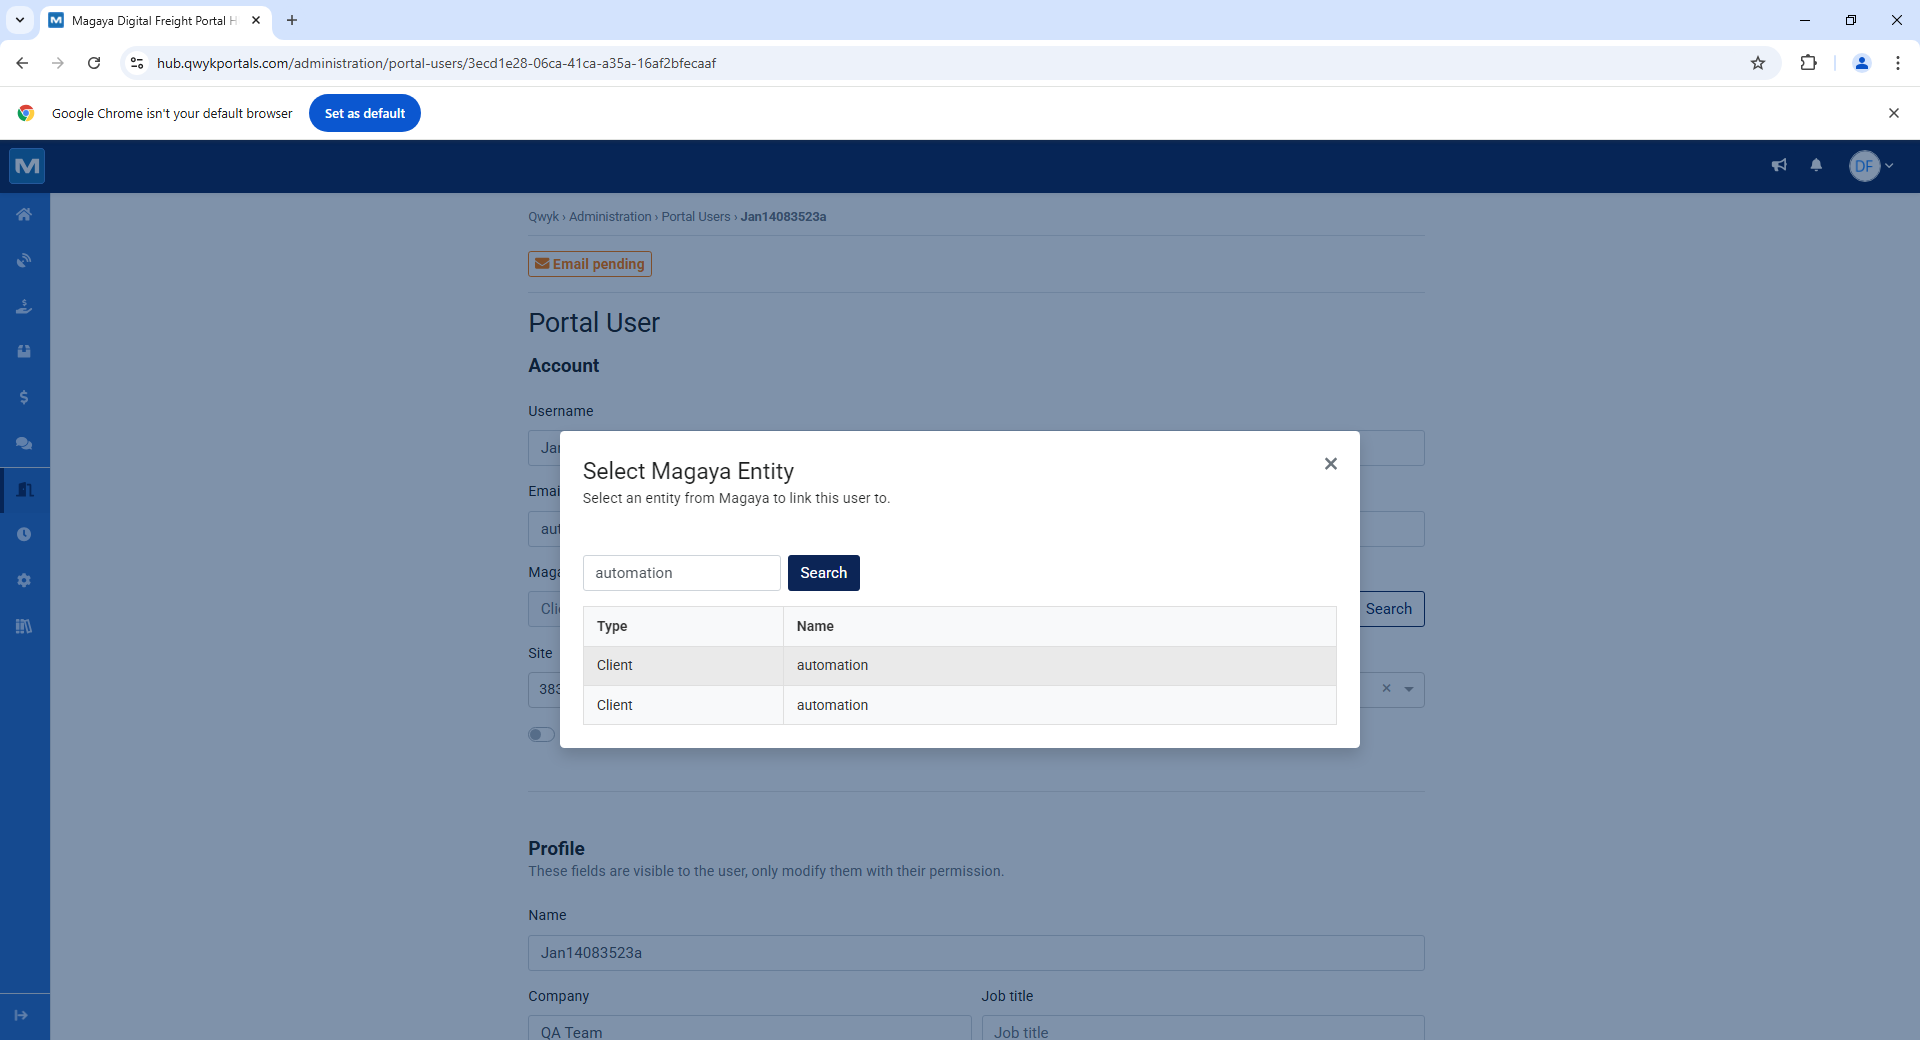 Magaya Digital Freight Portal H
hub.qwykportals.com/administration/portal-users/3ecd1e28-06ca-41ca-a35a-16af2bfecaaf
Google Chrome isn't your default browser
Set as default
M
DF
Qwyk › Administration › Portal Users › Jan14083523a
Email pending
Portal User
Account
Username
Jan
Emai
aut
Maga
Clie
Search
Site
383
Select Magaya Entity
Select an entity from Magaya to link this user to.
automation
Search
Type Name
Client automation
Client automation
Profile
These fields are visible to the user, only modify them with their permission.
Name
Jan14083523a
Company Job title
QA Team Job title